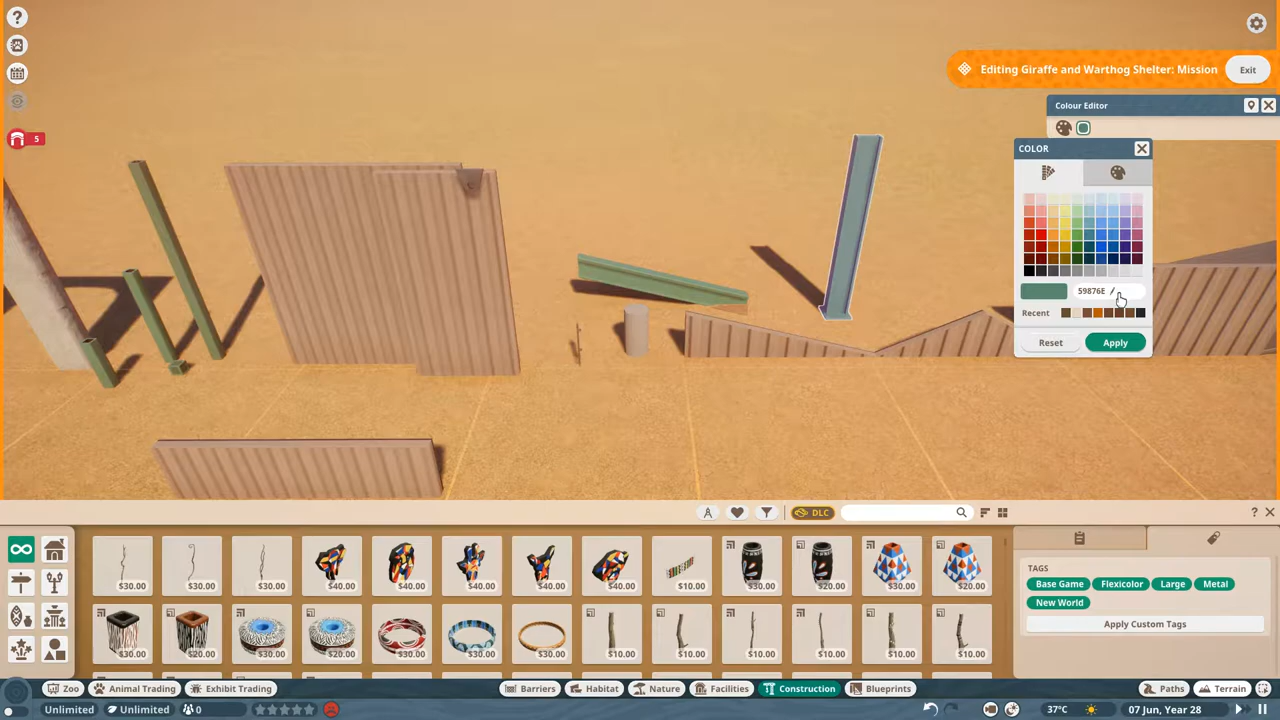 ?
Editing Giraffe and Warthog Shelter: Mission
Exit
Colour Editor
5
COLOR
59876E
Recent
Reset
Apply
DLC
?
$30.00 $30.00 $30.00 $40.00 $40.00 $40.00 $40.00 $40.00 $10.00 $30.00 $20.00 $30.00 $20.00
$30.00 $20.00 $30.00 $30.00 $30.00 $30.00 $30.00 $10.00 $10.00 $10.00 $10.00 $10.00 $10.00
TAGS
Base Game Flexicolor Large Metal
New World
Apply Custom Tags
Zoo Animal Trading Exhibit Trading Barriers Habitat Nature Facilities Construction Blueprints Paths Terrain
Unlimited Unlimited 0 37°C 07 Jun, Year 28